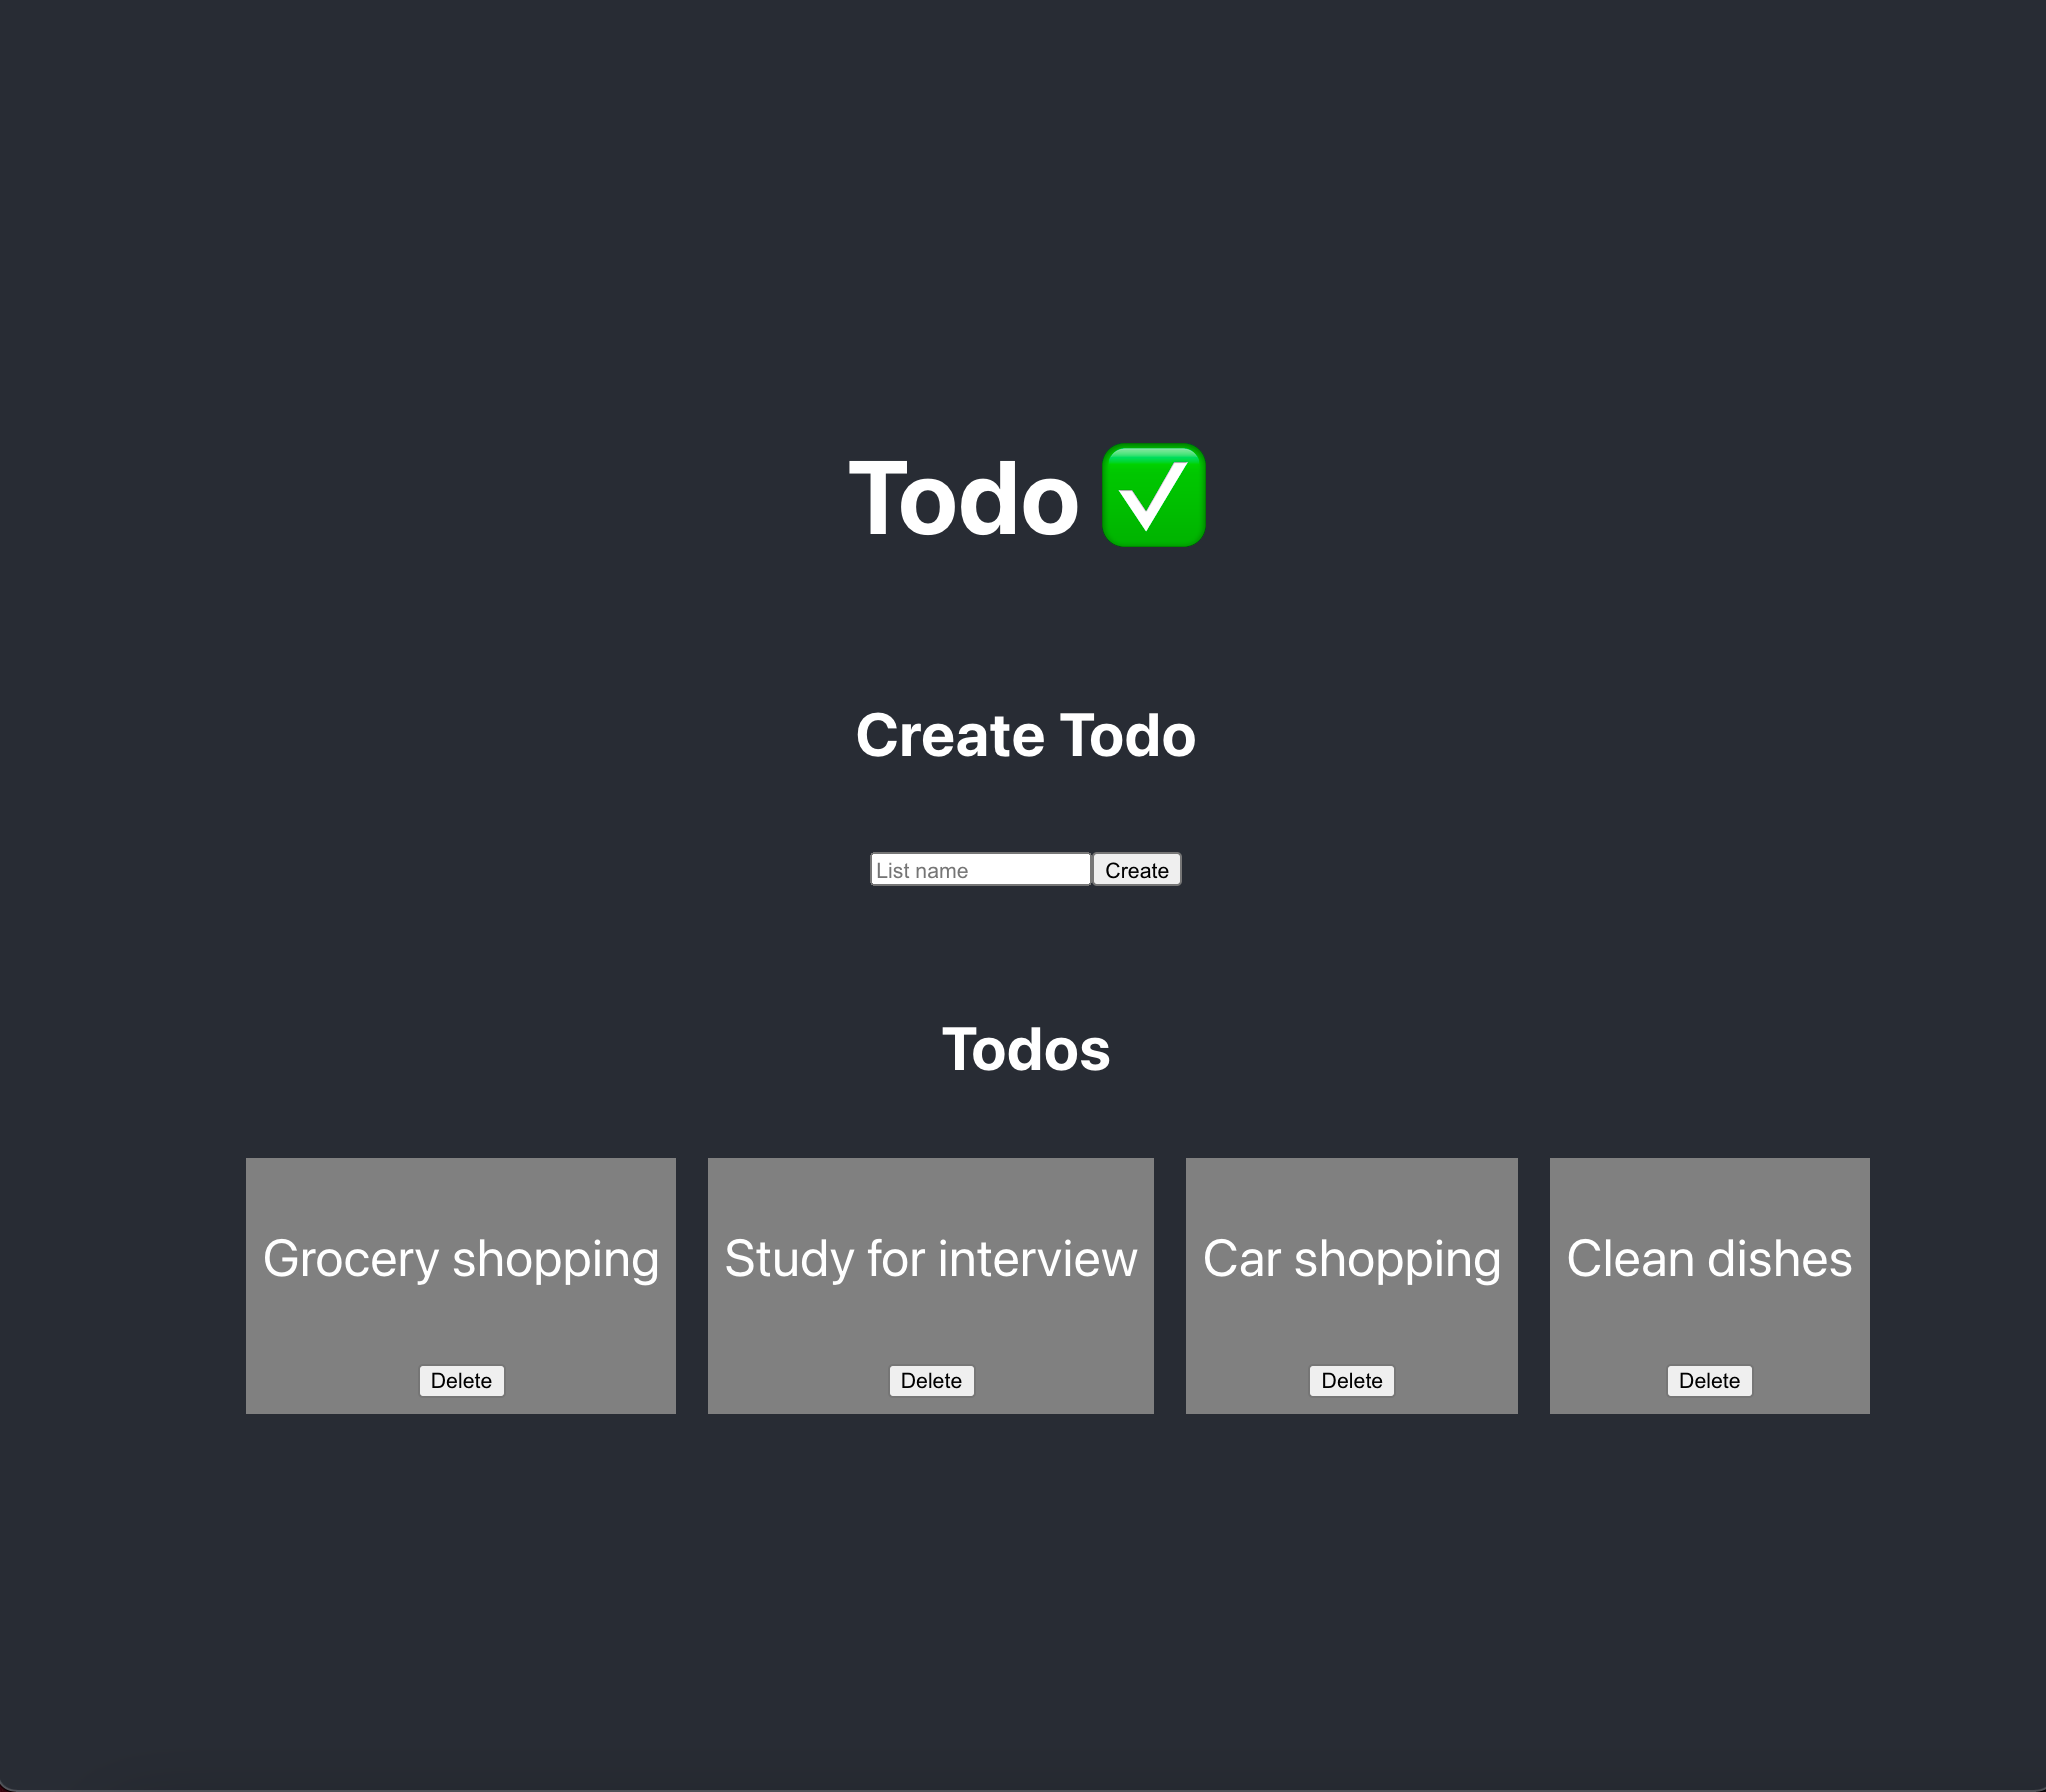 Todo ✅
Create Todo
List name Create
Todos
Grocery shopping Study for interview Car shopping Clean dishes
Delete Delete Delete Delete